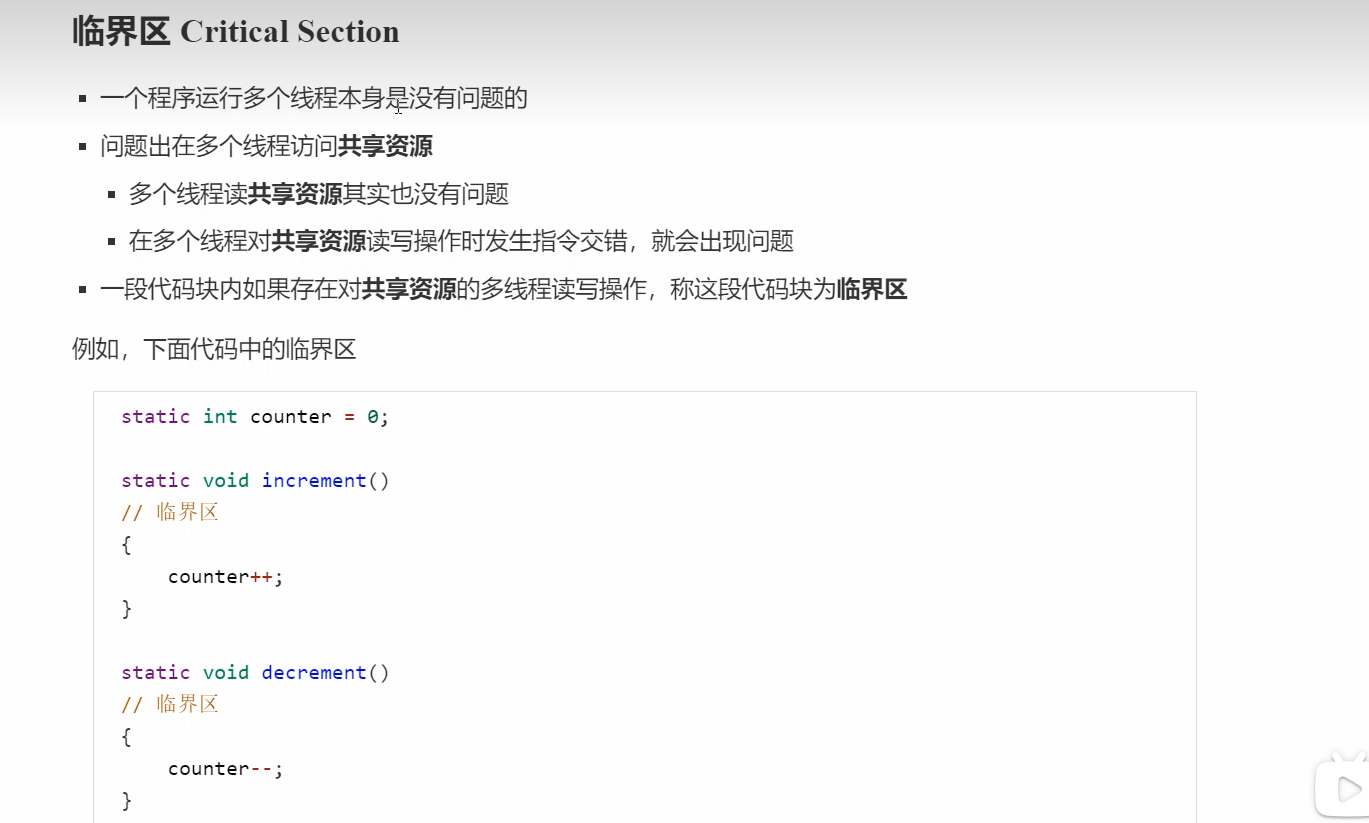 临界区 Critical Section
一个程序运行多个线程本身是没有问题的
问题出在多个线程访问共享资源
多个线程读共享资源其实也没有问题
在多个线程对共享资源读写操作时发生指令交错，就会出现问题
一段代码块内如果存在对共享资源的多线程读写操作，称这段代码块为临界区
例如，下面代码中的临界区
static int counter = 0;
static void increment()
// 临界区
{
counter++;
}
static void decrement()
// 临界区
{
counter--;
}